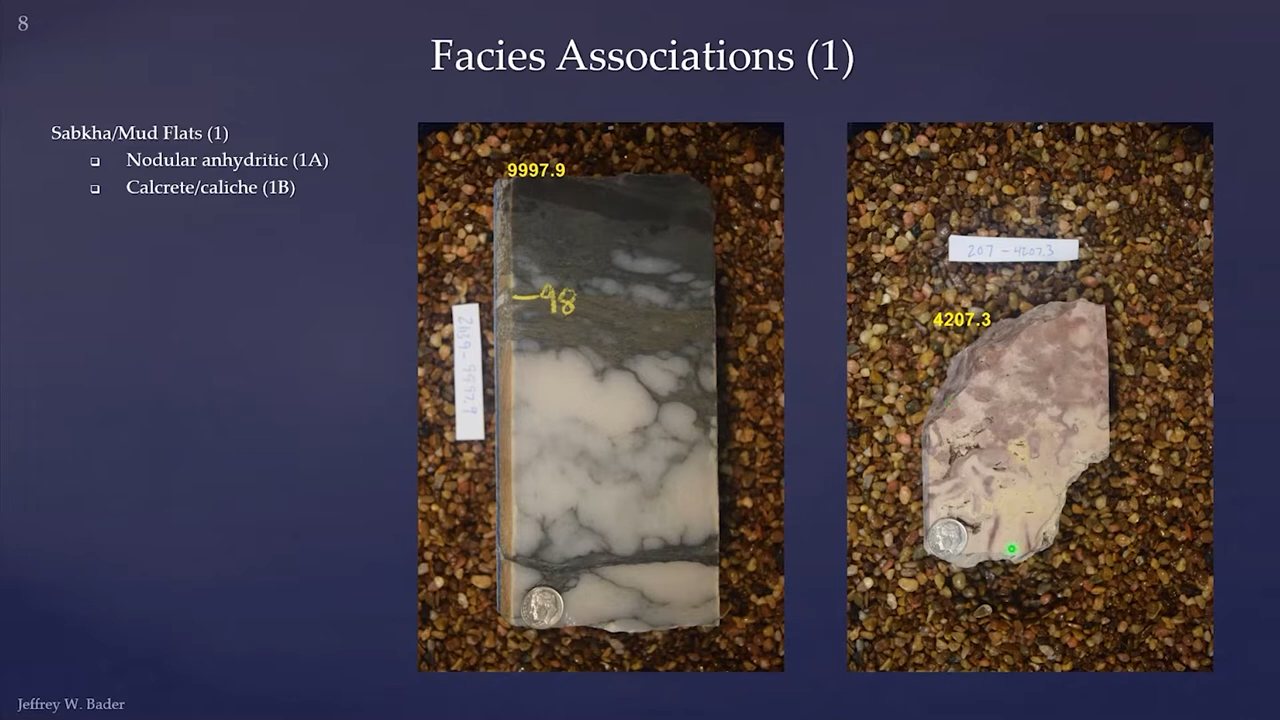 8
Facies Associations (1)
Sabkha/Mud Flats (1)
Nodular anhydritic (1A)
Calcrete/caliche (1B)
9997.9
98
207 - 4207.3
4207.3
Jeffrey W. Bader